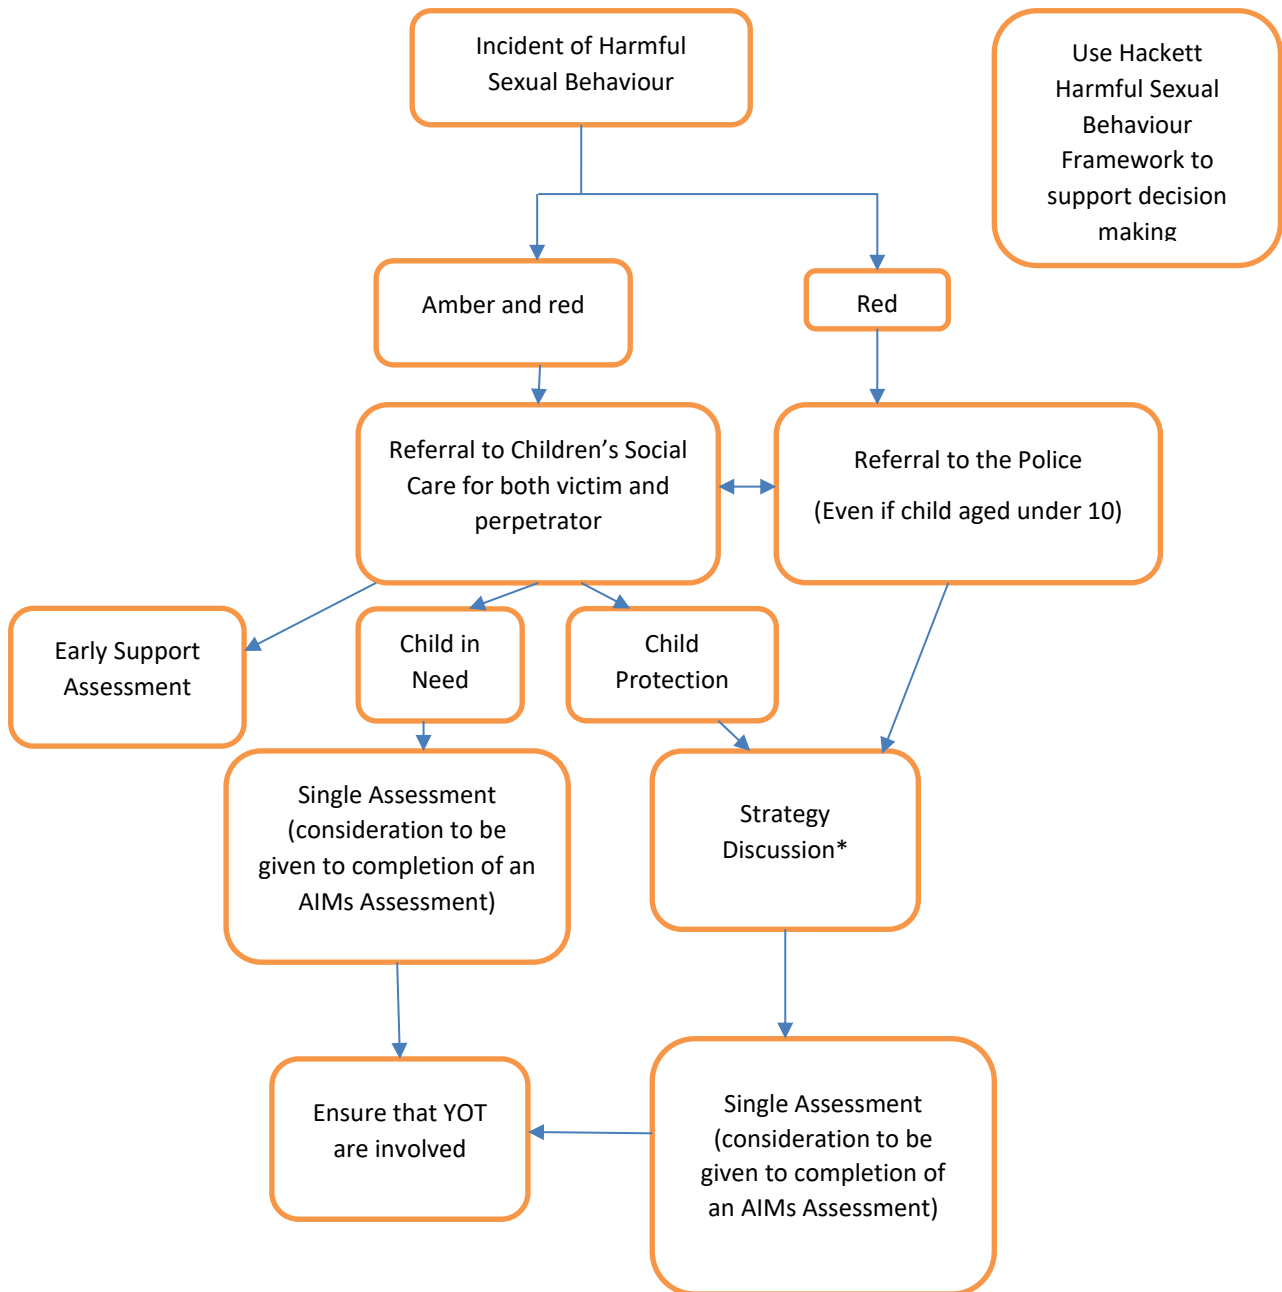 Incident of Harmful
Sexual Behaviour
Use Hackett
Harmful Sexual
Behaviour
Framework to
support decision
making
Amber and red
Red
Referral to Children’s Social
Care for both victim and
perpetrator
Referral to the Police
(Even if child aged under 10)
Early Support
Assessment
Child in
Need
Child
Protection
Single Assessment
(consideration to be
given to completion of an
AIMs Assessment)
Strategy
Discussion*
Ensure that YOT
are involved
Single Assessment
(consideration to be
given to completion of
an AIMs Assessment)